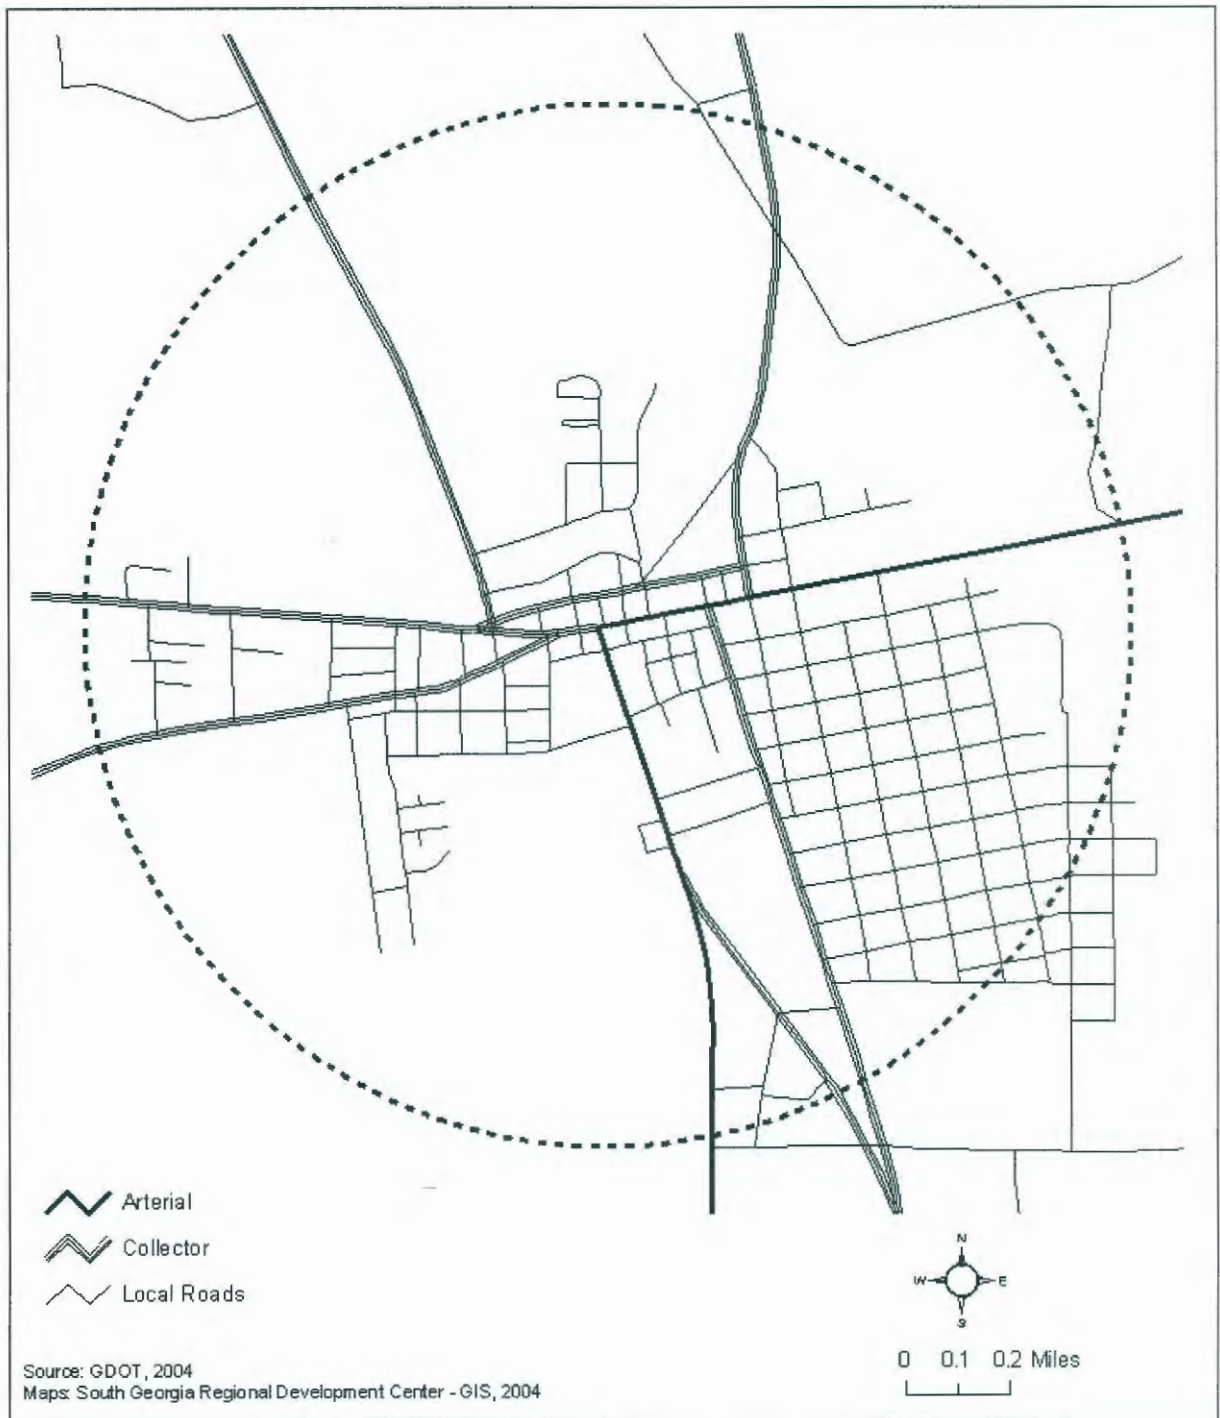 Arterial
Collector
Local Roads
N
W E
S
0 0.1 0.2 Miles
Source: GDOT, 2004
Maps: South Georgia Regional Development Center - GIS, 2004